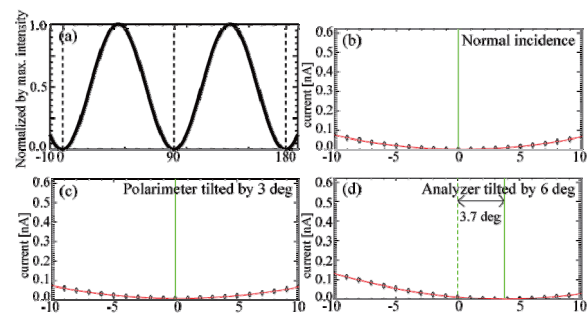 (a)
Normalized by max. intensity
1.0
0.5
0.0
-10 0 90 180
(b) Normal incidence
current [nA]
0.6
0.5
0.4
0.3
0.2
0.1
0.0
-10 -5 0 5 10
(c) Polarimeter tilted by 3 deg
current [nA]
0.6
0.5
0.4
0.3
0.2
0.1
0.0
-10 -5 0 5 10
(d) Analyzer tilted by 6 deg
3.7 deg
current [nA]
0.6
0.5
0.4
0.3
0.2
0.1
0.0
-10 -5 0 5 10